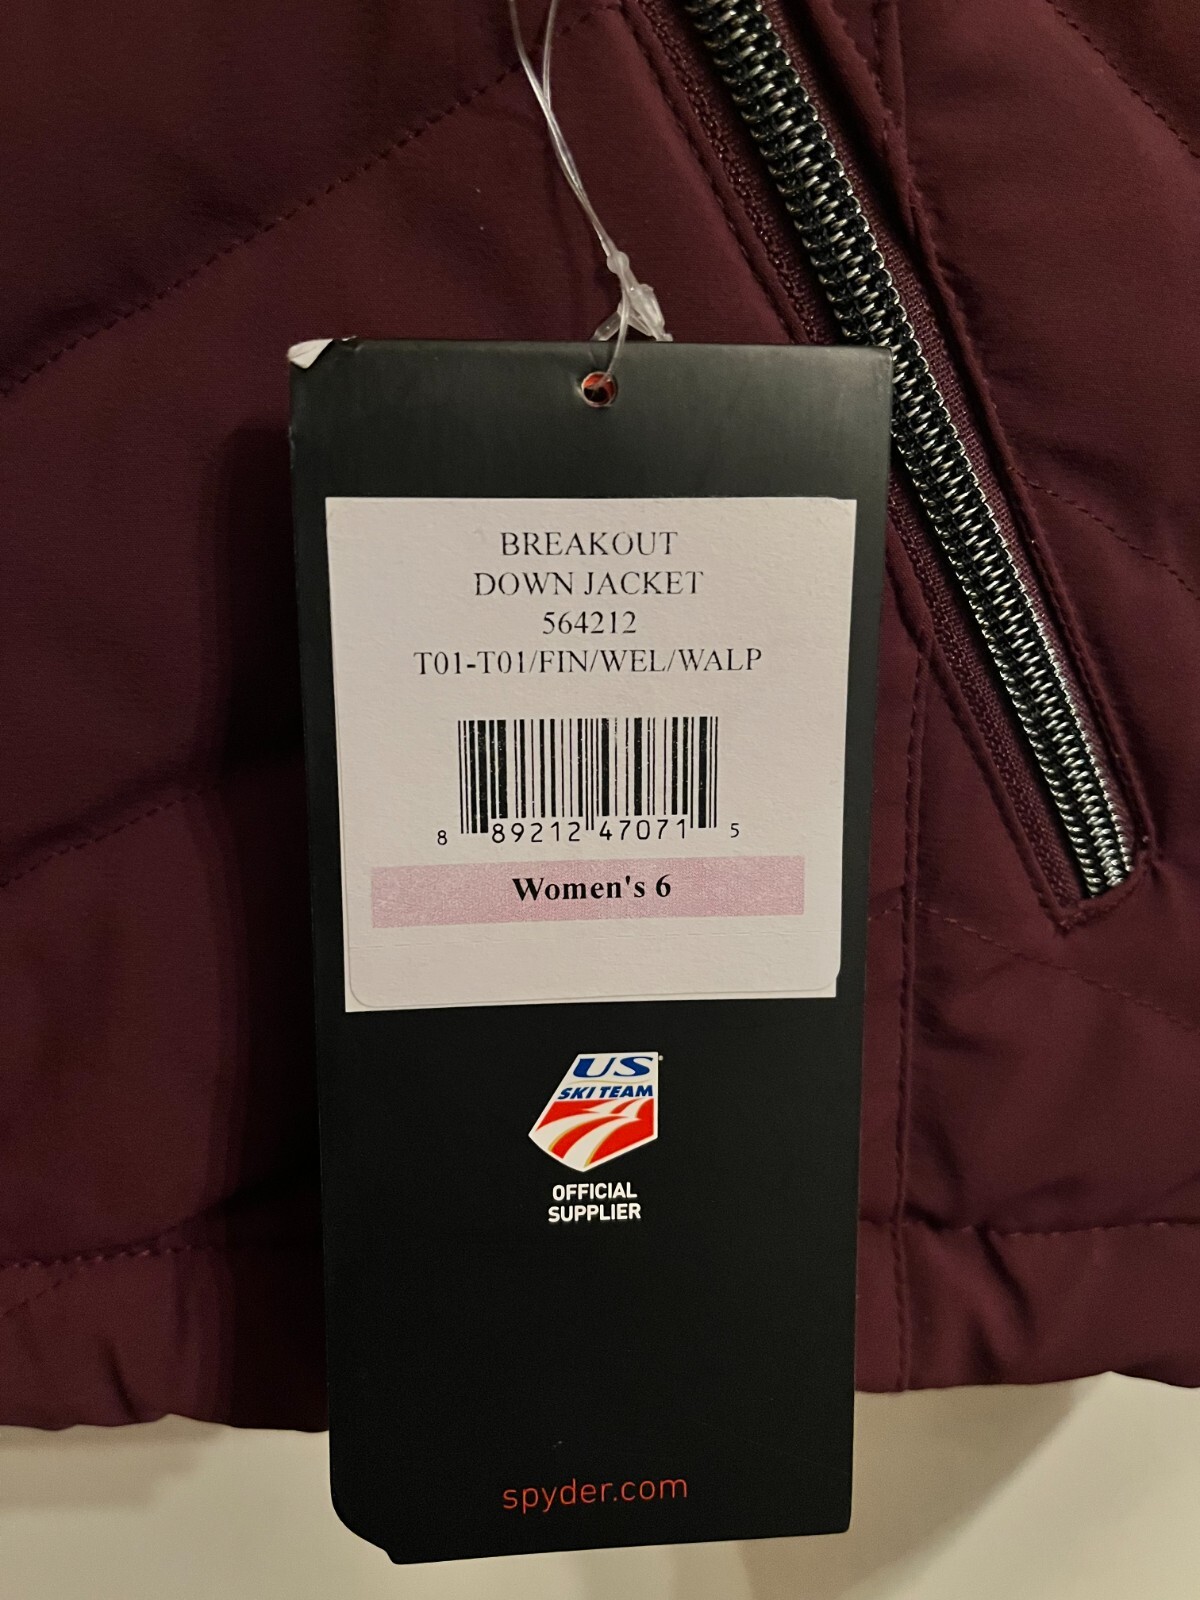 BREAKOUT
DOWN JACKET
564212
T01-T01/FIN/WEL/WALP
8 89212 47071 5
Women's 6
US
SKI TEAM
OFFICIAL
SUPPLIER
spyder.com